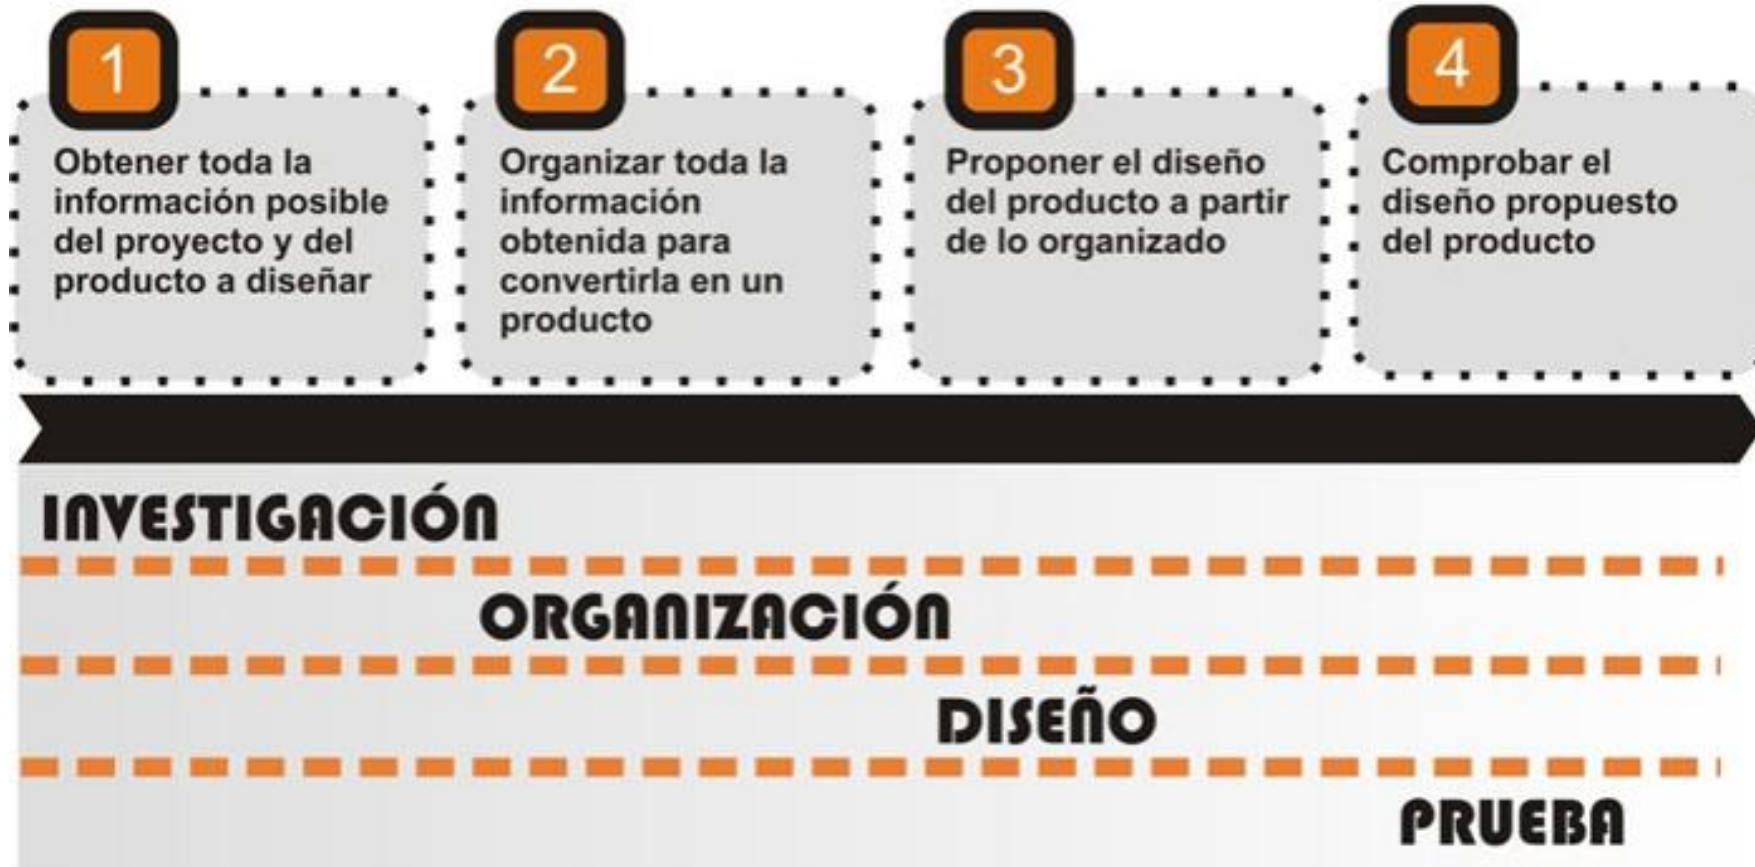 1
Obtener toda la
información posible
del proyecto y del
producto a diseñar
2
Organizar toda la
información
obtenida para
convertirla en un
producto
3
Proponer el diseño
del producto a partir
de lo organizado
4
Comprobar el
diseño propuesto
del producto
INVESTIGACIÓN
ORGANIZACIÓN
DISEÑO
PRUEBA